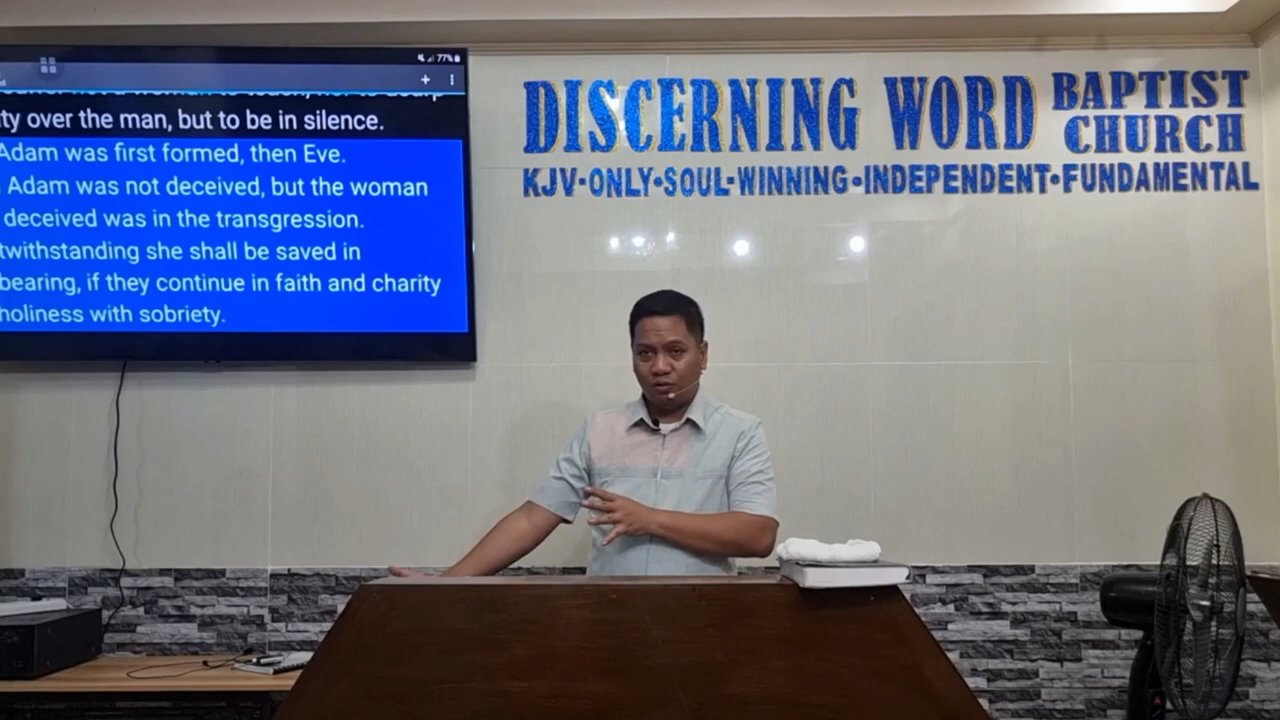 77%
ty over the man, but to be in silence.
Adam was first formed, then Eve.
Adam was not deceived, but the woman
deceived was in the transgression.
twithstanding she shall be saved in
bearing, if they continue in faith and charity
holiness with sobriety.
DISCERNING WORD BAPTIST CHURCH
KJV-ONLY•SOUL-WINNING•INDEPENDENT•FUNDAMENTAL